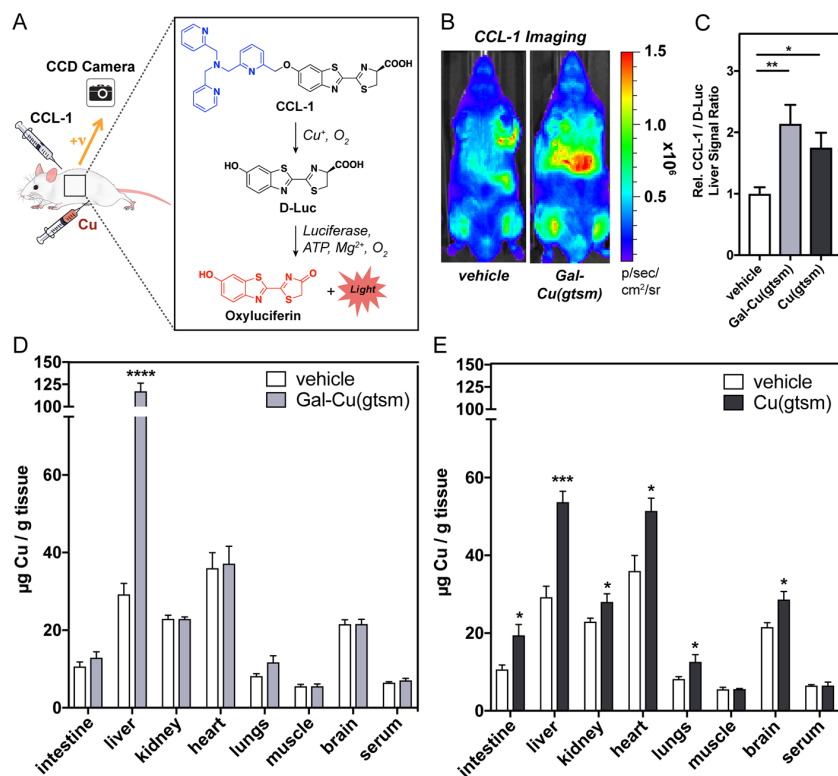 A
CCD Camera
CCL-1
+ν
Cu
N
N
N
N
O
S
N
N
S
COOH
CCL-1
Cu⁺, O₂
HO
S
N
N
S
COOH
D-Luc
Luciferase,
ATP, Mg²⁺, O₂
HO
S
N
N
S
O
+ Light
Oxyluciferin
B
CCL-1 Imaging
vehicle
Gal-
Cu(gtsm)
1.5
1.0
0.5
0
x10⁶
p/sec/
cm²/sr
C
Rel. CCL-1 / D-Luc
Liver Signal Ratio
3
2
1
0
*
**
vehicle
Gal-Cu(gtsm)
Cu(gtsm)
D
µg Cu / g tissue
150
125
100
60
40
20
0
****
vehicle
Gal-Cu(gtsm)
intestine
liver
kidney
heart
lungs
muscle
brain
serum
E
µg Cu / g tissue
150
125
100
60
40
20
0
vehicle
Cu(gtsm)
*
***
*
*
*
*
intestine
liver
kidney
heart
lungs
muscle
brain
serum